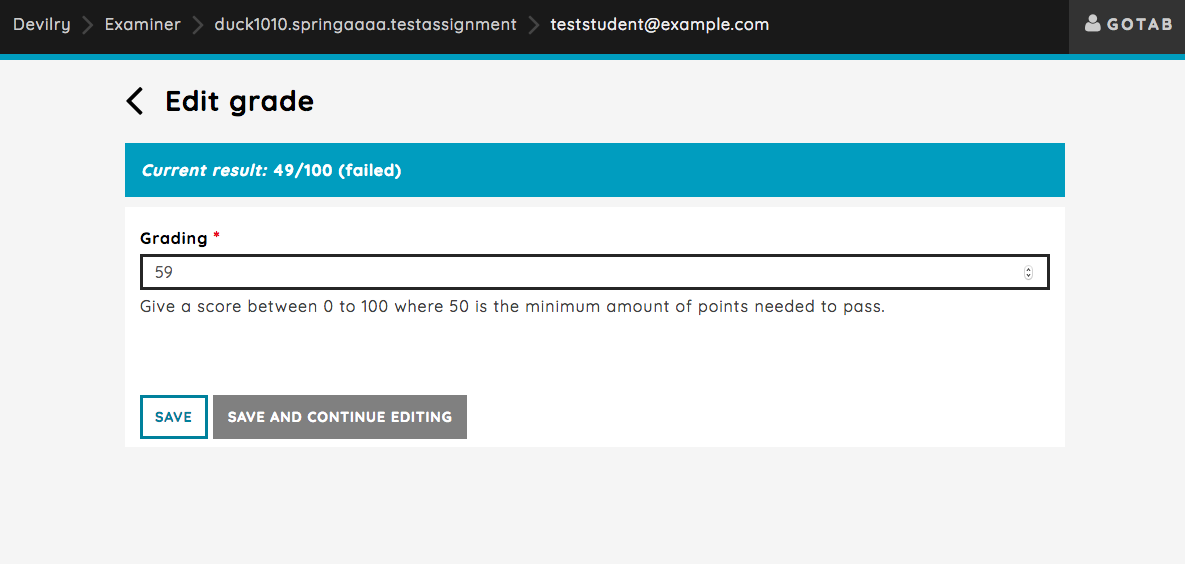 Devilry Examiner duck1010.springaaaa.testassignment teststudent@example.com GOTAB
Edit grade
Current result: 49/100 (failed)
Grading *
59
Give a score between 0 to 100 where 50 is the minimum amount of points needed to pass.
SAVE SAVE AND CONTINUE EDITING